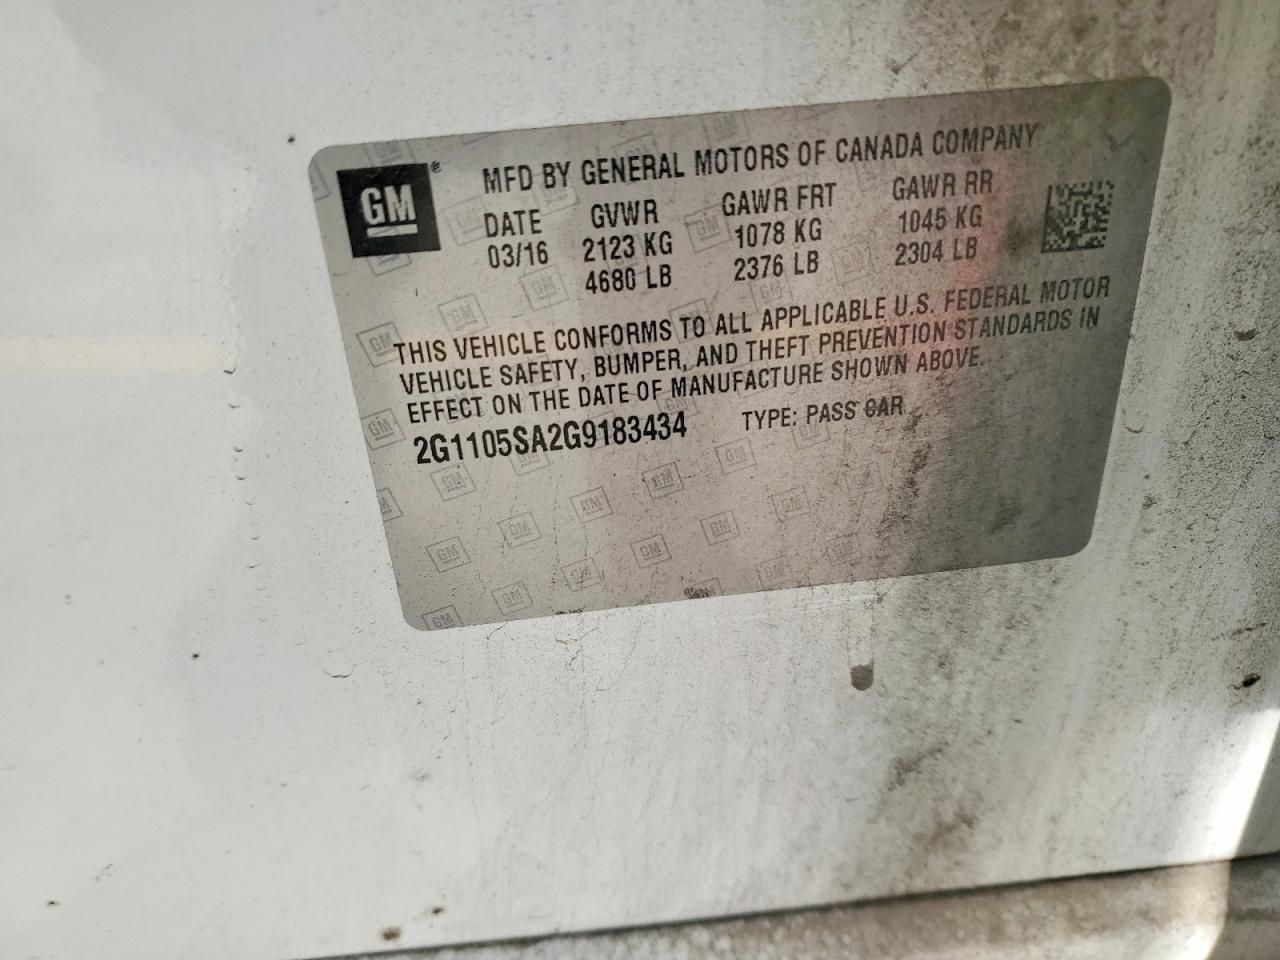 GM ® MFD BY GENERAL MOTORS OF CANADA COMPANY
DATE GVWR GAWR FRT GAWR RR
03/16 2123 KG 1078 KG 1045 KG
4680 LB 2376 LB 2304 LB
THIS VEHICLE CONFORMS TO ALL APPLICABLE U.S. FEDERAL MOTOR
VEHICLE SAFETY, BUMPER, AND THEFT PREVENTION STANDARDS IN
EFFECT ON THE DATE OF MANUFACTURE SHOWN ABOVE.
2G1105SA2G9183434 TYPE: PASS CAR